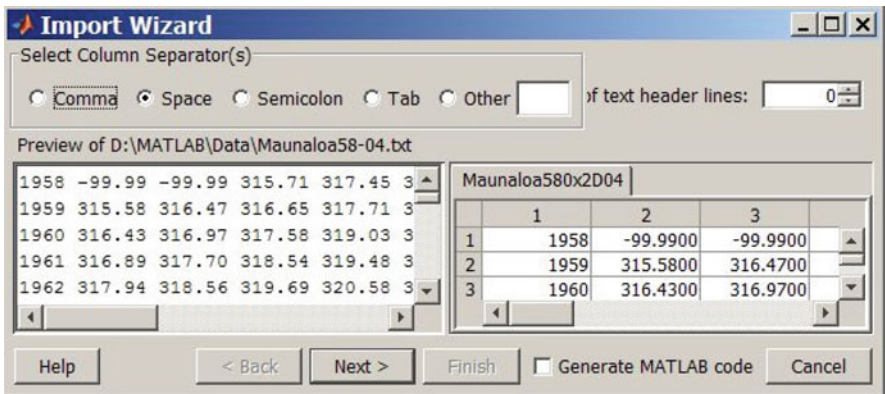 Import Wizard
Select Column Separator(s)
Comma Space Semicolon Tab Other of text header lines: 0
Preview of D:\MATLAB\Data\Maunaloa58-04.txt
1958 -99.99 -99.99 315.71 317.45 3
1959 315.58 316.47 316.65 317.71 3
1960 316.43 316.97 317.58 319.03 3
1961 316.89 317.70 318.54 319.48 3
1962 317.94 318.56 319.69 320.58 3
Maunaloa580x2D04
1 2 3
1 1958 -99.9900 -99.9900
2 1959 315.5800 316.4700
3 1960 316.4300 316.9700
Help < Back Next > Finish Generate MATLAB code Cancel